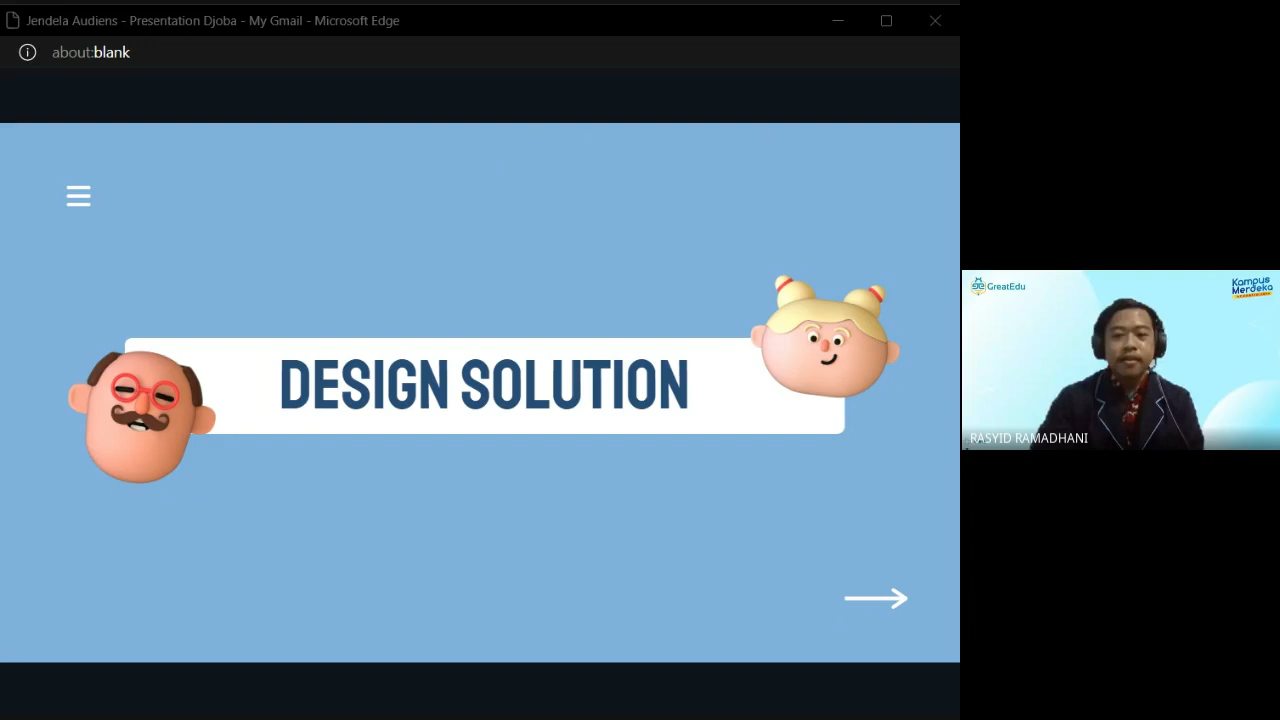 Jendela Audiens - Presentation Djoba - My Gmail - Microsoft Edge
about:blank
DESIGN SOLUTION
GreatEdu
Kampus
Merdeka
RASYID RAMADHANI